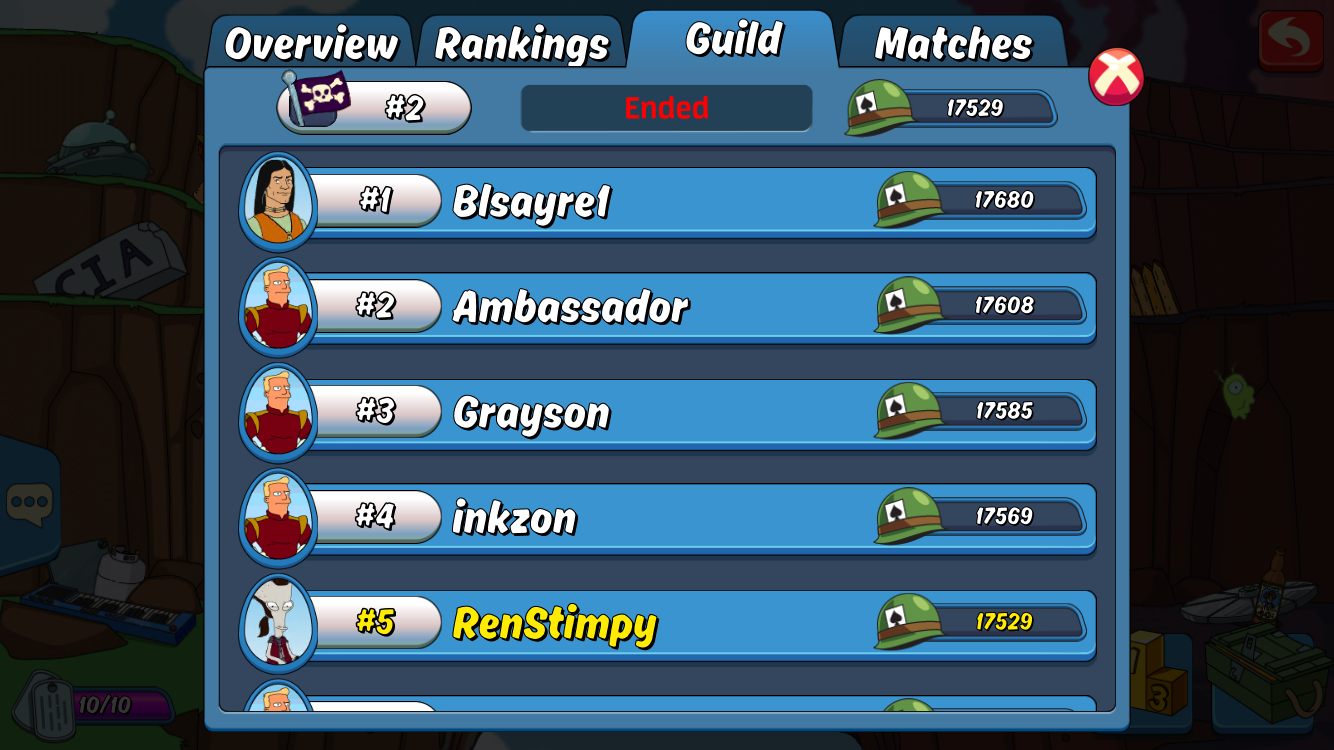 Overview Rankings Guild Matches
#2 Ended 17529
#1 Blsayre1 17680
#2 Ambassador 17608
#3 Grayson 17585
#4 inkzon 17569
#5 RenStimpy 17529
CIA
10/10
3